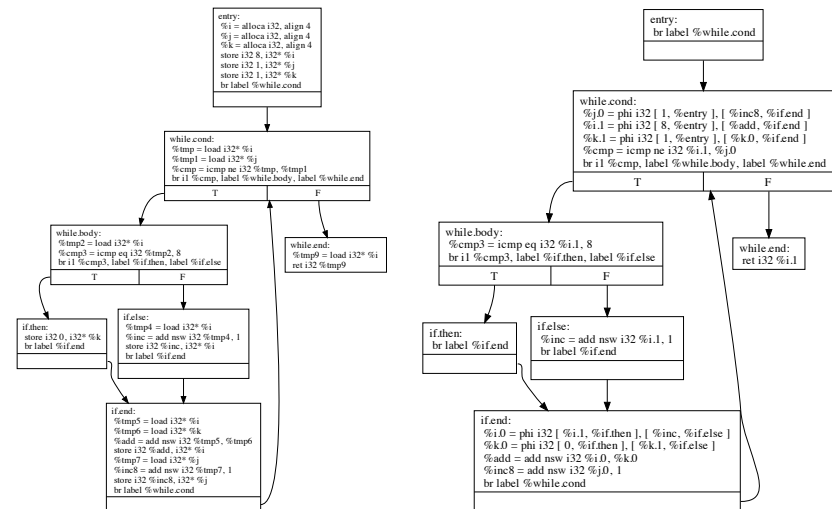 entry:
%i = alloca i32, align 4
%j = alloca i32, align 4
%k = alloca i32, align 4
store i32 8, i32* %i
store i32 1, i32* %j
store i32 1, i32* %k
br label %while.cond
while.cond:
%tmp = load i32* %i
%tmp1 = load i32* %j
%cmp = icmp ne i32 %tmp, %tmp1
br i1 %cmp, label %while.body, label %while.end
T F
while.body:
%tmp2 = load i32* %i
%cmp3 = icmp eq i32 %tmp2, 8
br i1 %cmp3, label %if.then, label %if.else
T F
while.end:
%tmp9 = load i32* %i
ret i32 %tmp9
if.then:
store i32 0, i32* %k
br label %if.end
if.else:
%tmp4 = load i32* %i
%inc = add nsw i32 %tmp4, 1
store i32 %inc, i32* %i
br label %if.end
if.end:
%tmp5 = load i32* %i
%tmp6 = load i32* %k
%add = add nsw i32 %tmp5, %tmp6
store i32 %add, i32* %i
%tmp7 = load i32* %j
%inc8 = add nsw i32 %tmp7, 1
store i32 %inc8, i32* %j
br label %while.cond
entry:
br label %while.cond
while.cond:
%j.0 = phi i32 [ 1, %entry ], [ %inc8, %if.end ]
%i.1 = phi i32 [ 8, %entry ], [ %add, %if.end ]
%k.1 = phi i32 [ 1, %entry ], [ %k.0, %if.end ]
%cmp = icmp ne i32 %i.1, %j.0
br i1 %cmp, label %while.body, label %while.end
T F
while.body:
%cmp3 = icmp eq i32 %i.1, 8
br i1 %cmp3, label %if.then, label %if.else
T F
while.end:
ret i32 %i.1
if.then:
br label %if.end
if.else:
%inc = add nsw i32 %i.1, 1
br label %if.end
if.end:
%i.0 = phi i32 [ %i.1, %if.then ], [ %inc, %if.else ]
%k.0 = phi i32 [ 0, %if.then ], [ %k.1, %if.else ]
%add = add nsw i32 %i.0, %k.0
%inc8 = add nsw i32 %j.0, 1
br label %while.cond